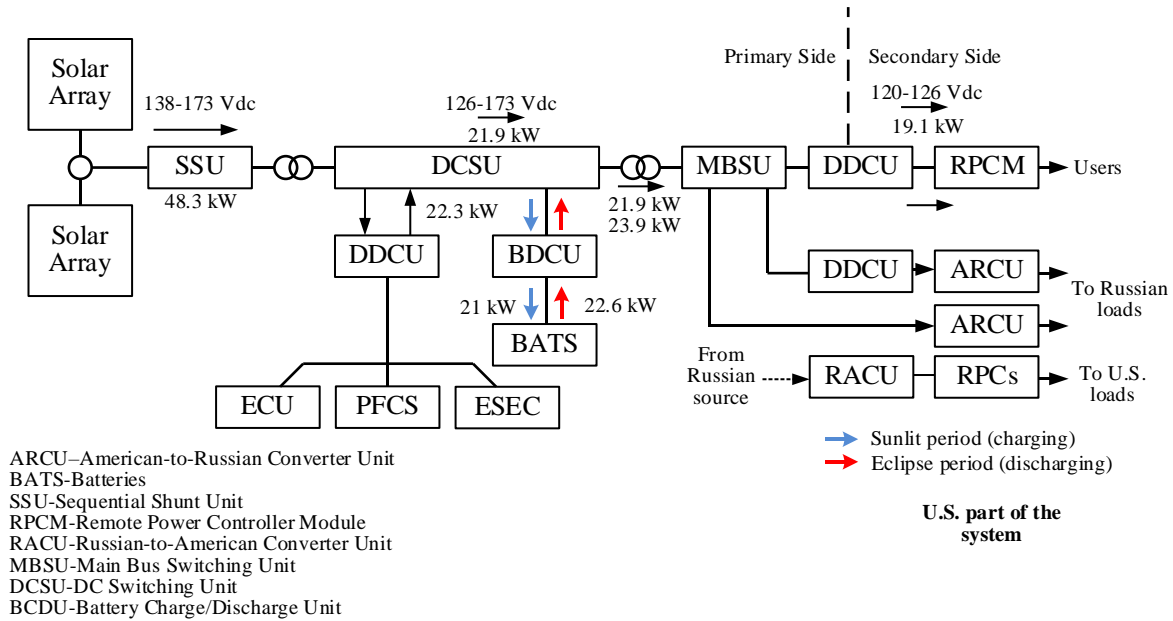 Solar
Array
Primary Side
Secondary Side
138-173 Vdc
126-173 Vdc
21.9 kW
120-126 Vdc
19.1 kW
SSU
48.3 kW
DCSU
MBSU
DDCU
RPCM
Users
21.9 kW
23.9 kW
22.3 kW
Solar
Array
DDCU
BDCU
DDCU
ARCU
To Russian
loads
21 kW
22.6 kW
BATS
ARCU
From
Russian
source
RACU
RPCs
To U.S.
loads
ECU
PFCS
ESEC
Sunlit period (charging)
Eclipse period (discharging)
ARCU–American-to-Russian Converter Unit
BATS-Batteries
SSU-Sequential Shunt Unit
RPCM-Remote Power Controller Module
RACU-Russian-to-American Converter Unit
MBSU-Main Bus Switching Unit
DCSU-DC Switching Unit
BCDU-Battery Charge/Discharge Unit
U.S. part of the
system